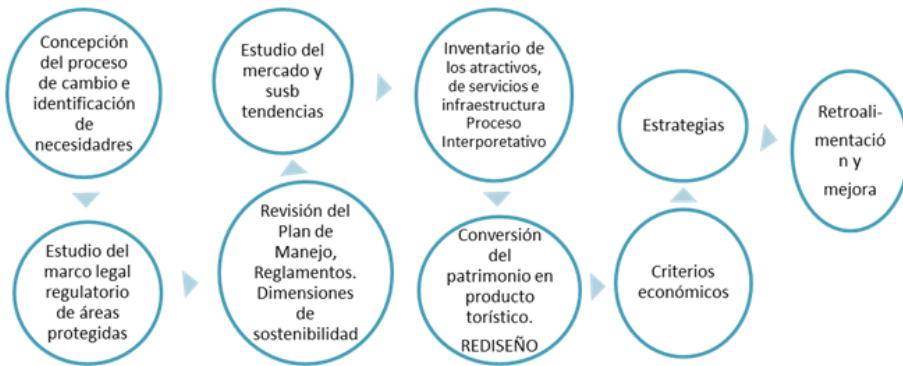 Concepción
del proceso
de cambio e
identificación
de
necesidadres
Estudio del
marco legal
regulatorio
de áreas
protegidas
Revisión del
Plan de
Manejo,
Reglamentos.
Dimensiones
de
sostenibilidad
Estudio del
mercado y
susb
tendencias
Inventario de
los atractivos,
de servicios e
infraestructura
Proceso
Interporetativo
Conversión
del
patrimonio en
producto
torístico.
REDISEÑO
Criterios
económicos
Estrategias
Retroali-
mentació
n y
mejora